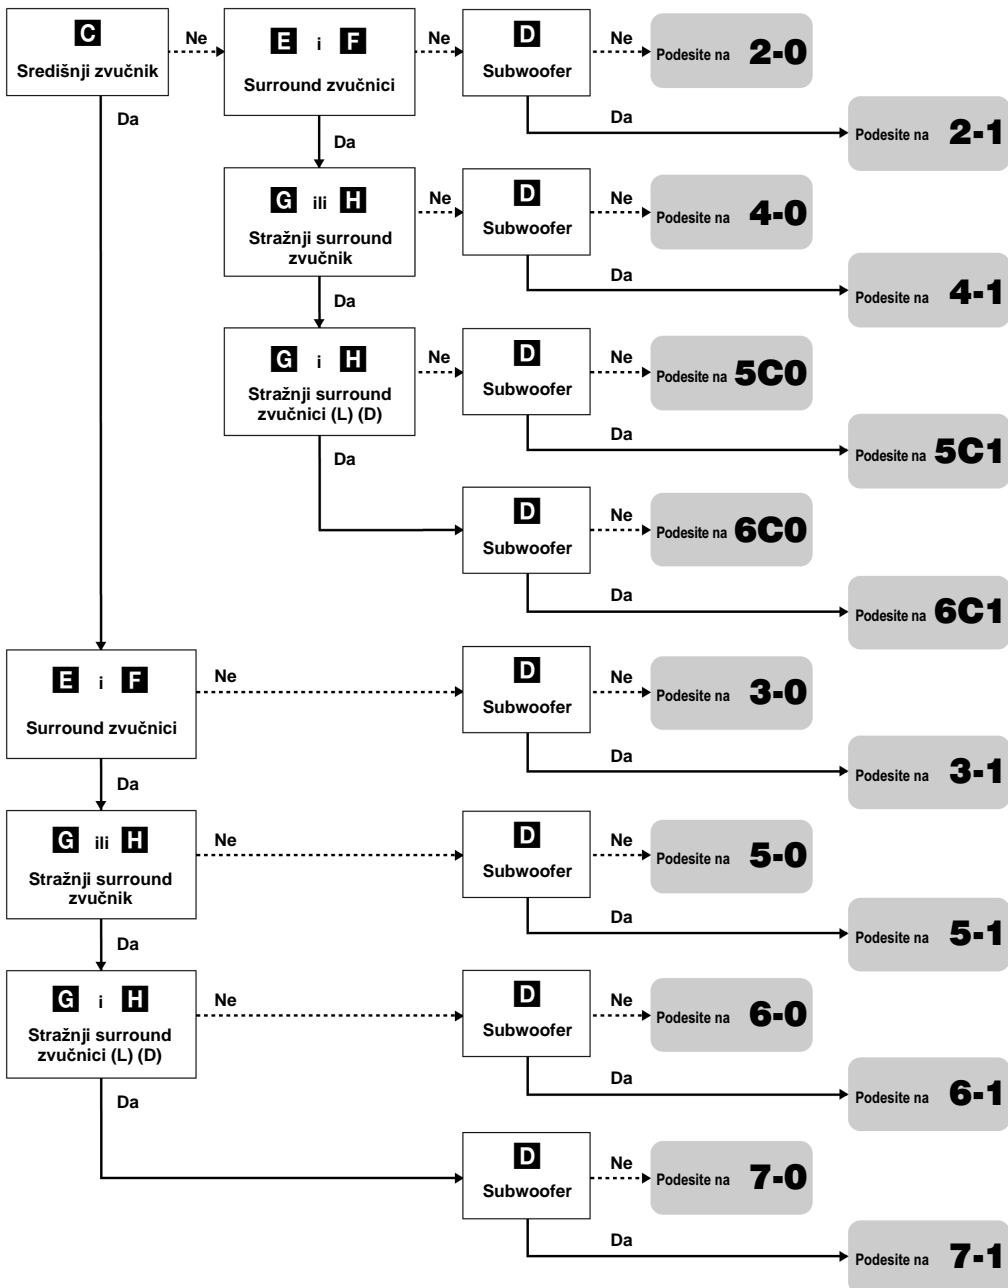 C
Središnji zvučnik
Ne
E i F
Surround zvučnici
Ne
D
Subwoofer
Ne
Podesite na 2-0
Da
Da
Podesite na 2-1
Da
G ili H
Stražnji surround
zvučnik
Ne
D
Subwoofer
Ne
Podesite na 4-0
Da
Podesite na 4-1
Da
G i H
Stražnji surround
zvučnici (L) (D)
Ne
D
Subwoofer
Ne
Podesite na 5C0
Da
Podesite na 5C1
Da
D
Subwoofer
Ne
Podesite na 6C0
Da
Podesite na 6C1
E i F
Surround zvučnici
Ne
D
Subwoofer
Ne
Podesite na 3-0
Da
Podesite na 3-1
Da
G ili H
Stražnji surround
zvučnik
Ne
D
Subwoofer
Ne
Podesite na 5-0
Da
Podesite na 5-1
Da
G i H
Stražnji surround
zvučnici (L) (D)
Ne
D
Subwoofer
Ne
Podesite na 6-0
Da
Podesite na 6-1
Da
D
Subwoofer
Ne
Podesite na 7-0
Da
Podesite na 7-1